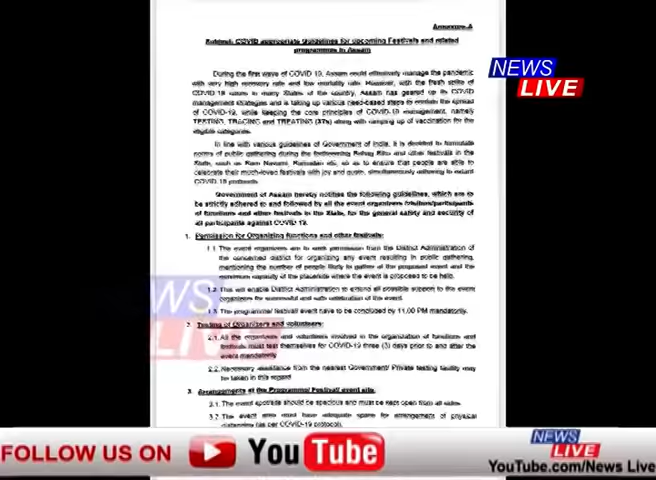 Annexure-A
Subject: COVID appropriate Guidelines for upcoming Festivals and related
programmes in Assam
During the first wave of COVID 19, Assam could effectively manage the pandemic
with very high recovery rate and low mortality rate. However, with the fresh spike of
COVID-19 cases in many States of the country, Assam has geared up its COVID
management strategies and is taking up various need-based steps to contain the spread
of COVID 19, while keeping the core principles of COVID management, namely
TESTING, TRACING and TREATING (3Ts) along with ramping up of vaccination for the
eligible categories.
In line with various guidelines of Government of India, it is decided to formulate
norms of public gathering during the forthcoming Rongali Bihu and other festivals in the
State, such as Ram Navami, Ramadan etc. so as to ensure that people are able to
celebrate their much-loved festivals with joy and gusto, simultaneously adhering to extant
COVID-19 protocols.
Government of Assam hereby notifies the following guidelines, which are to
be strictly adhered to and followed by all the event organizers /visitors/participants
of functions and other festivals in the State, for the general safety and security of
all participants against COVID-19.
1. Permission for Organizing functions and other festivals:
1.1. The event organizers are to seek permission from the District Administration of
the concerned district for organizing any event resulting in public gathering,
mentioning the number of people likely to gather at the proposed event and the
maximum capacity of the place where the event is proposed to be held.
1.2. This will enable District Administration to extend all possible support to the event
organizers for successful and safe of the event.
1.3. The programme/ festival/ event have to be concluded by 11.00 PM mandatorily.
2. Testing of Organizers and volunteers:
2.1. All the organizers and volunteers involved in the organization of functions and
festivals must test themselves for COVID-19 three (3) days prior to and after the
event mandatorily.
2.2. Necessary assistance from the nearest Government/ Private testing facility may
be taken in this regard.
3. Arrangements at the Programme/ Festival/ event site
3.1. The event should be spacious and must be kept open from all sides.
3.2. The event area must have adequate space for arrangement of physical
distancing (as per COVID-19 protocol).
NEWS
LIVE
NEWS
LIVE
FOLLOW US ON YouTube
NEWS
LIVE
YouTube.com/News Live